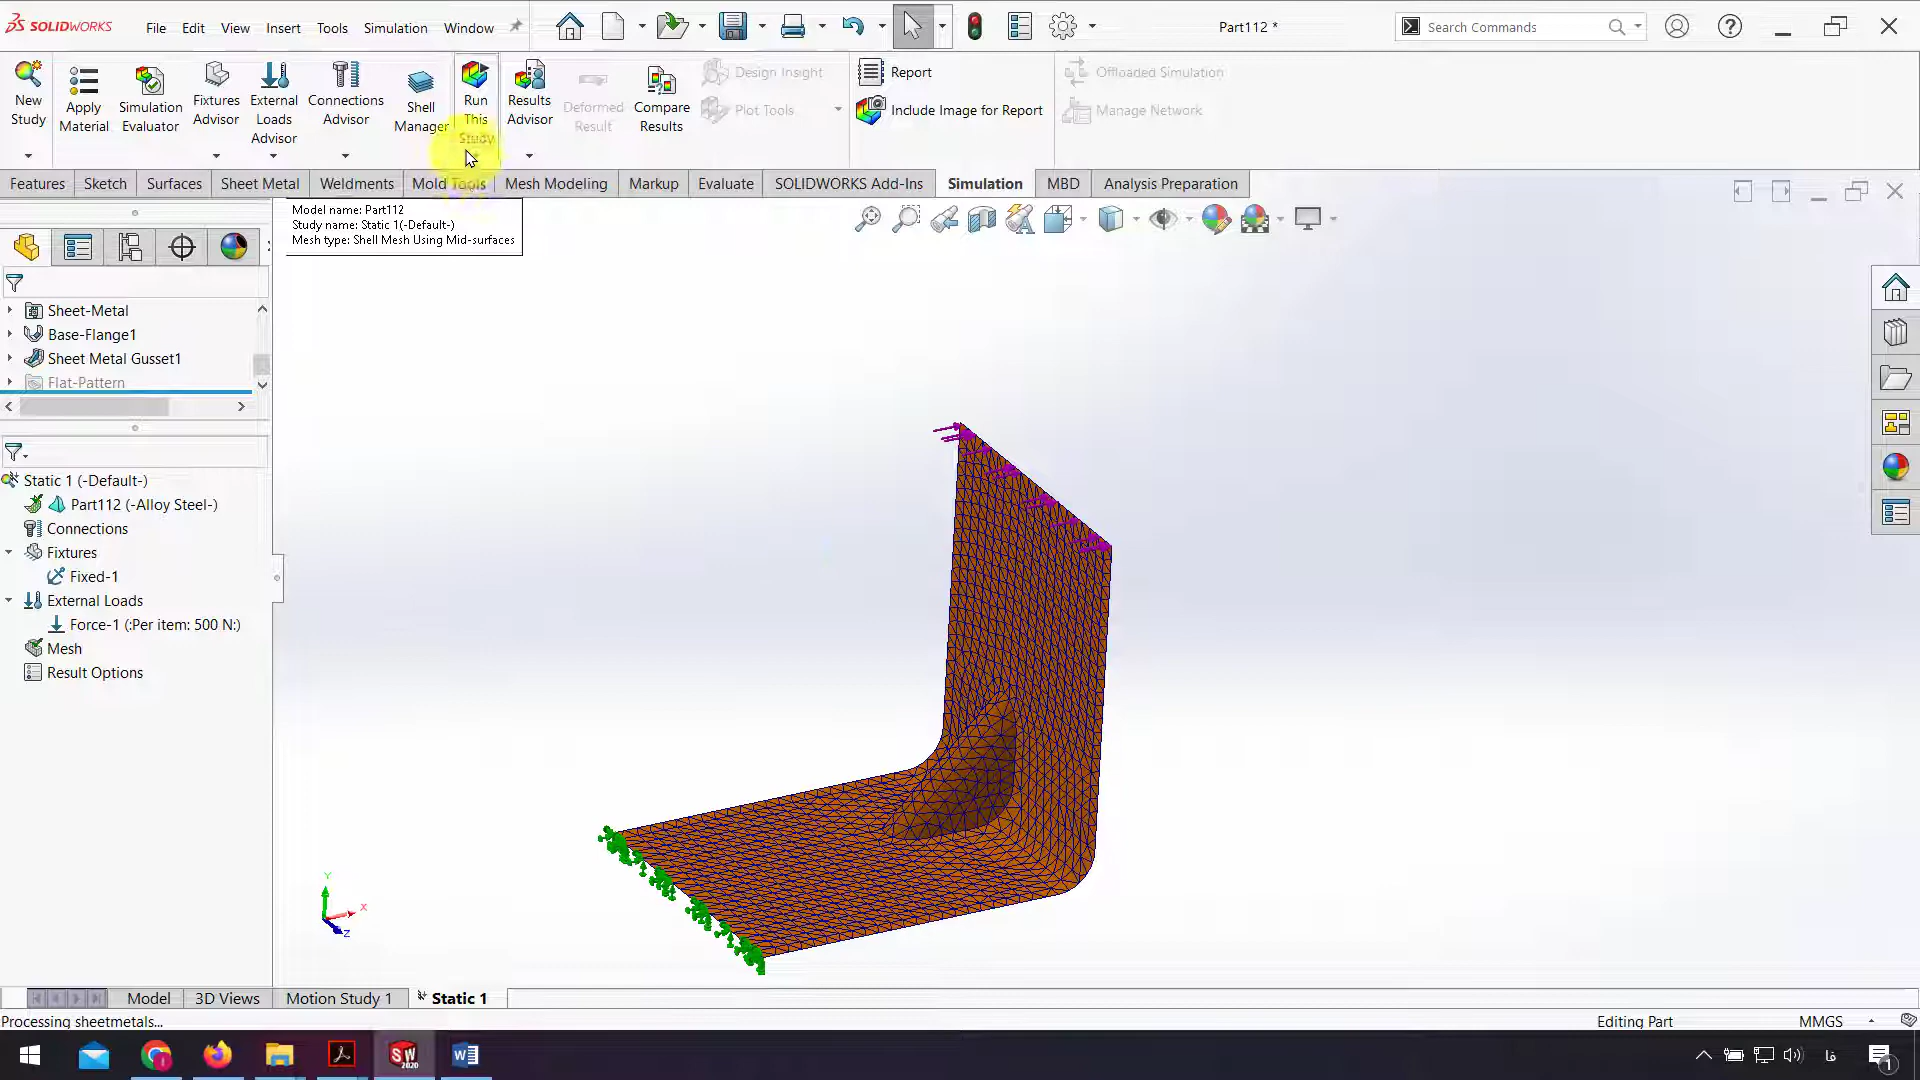 SOLIDWORKS
File Edit View Insert Tools Simulation Window
Part112 *
Search Commands
New Study
Apply Material
Simulation Evaluator
Fixtures Advisor
External Loads Advisor
Connections Advisor
Shell Manager
Run This Study
Results Advisor
Deformed Result
Compare Results
Design Insight
Plot Tools
Report
Include Image for Report
Offloaded Simulation
Manage Network
Features Sketch Surfaces Sheet Metal Weldments Mold Tools Mesh Modeling Markup Evaluate SOLIDWORKS Add-Ins Simulation MBD Analysis Preparation
Model name: Part112
Study name: Static 1(-Default-)
Mesh type: Shell Mesh Using Mid-surfaces
Sheet-Metal
Base-Flange1
Sheet Metal Gusset1
Flat-Pattern
Static 1 (-Default-)
Part112 (-Alloy Steel-)
Connections
Fixtures
Fixed-1
External Loads
Force-1 (:Per item: 500 N:)
Mesh
Result Options
Y
X
Z
Model 3D Views Motion Study 1 Static 1
Processing sheetmetals...
Editing Part MMGS
SW 2020
W
فا
1